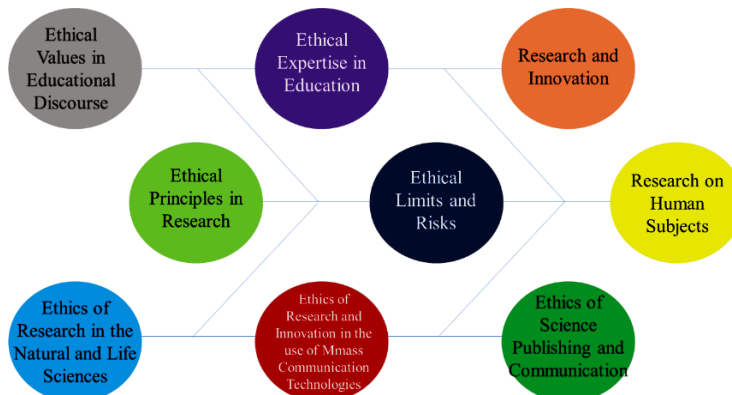 Ethical
Values in
Educational
Discourse
Ethical
Expertise in
Education
Research and
Innovation
Ethical
Principles in
Research
Ethical
Limits and
Risks
Research on
Human
Subjects
Ethics of
Research in the
Natural and Life
Sciences
Ethics of
Research and
Innovation in the
use of Mmass
Communication
Technologies
Ethics of
Science
Publishing and
Communication